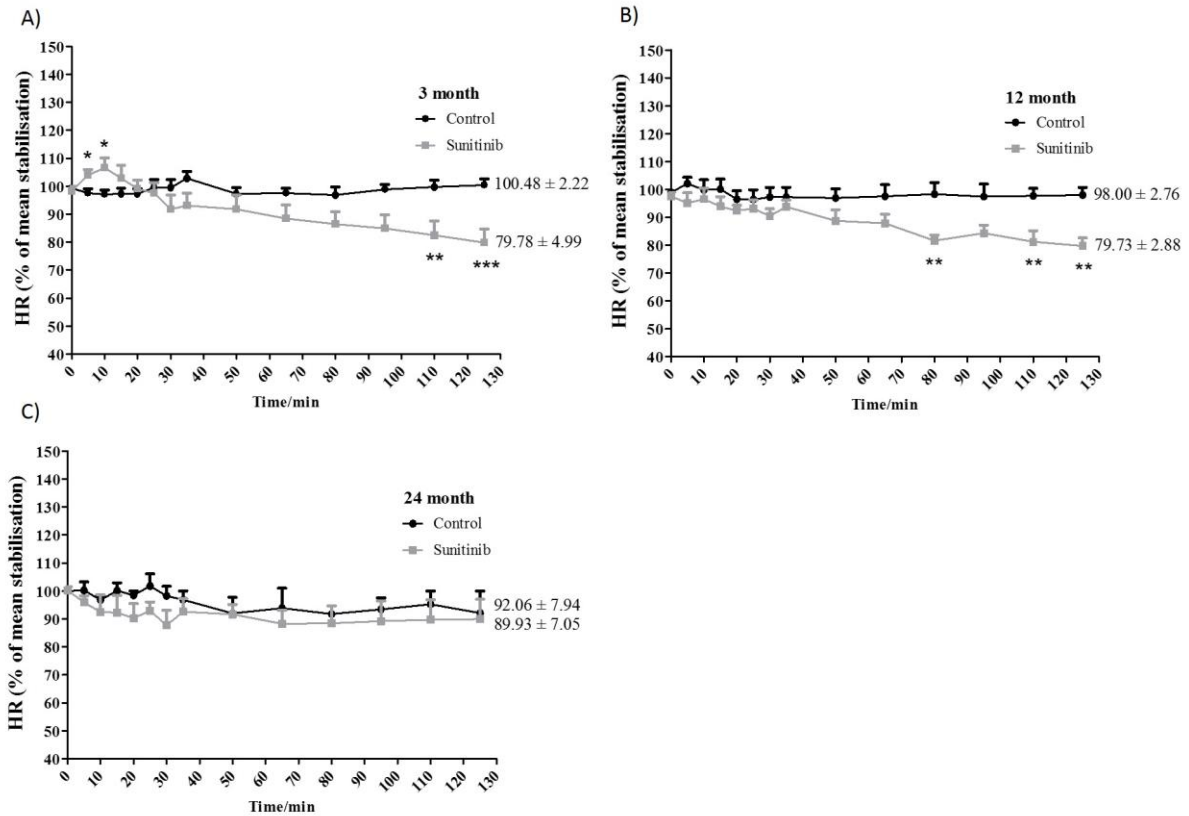 A)
HR (% of mean stabilisation)
150
140
130
120
110
100
90
80
70
60
50
40
3 month
Control
Sunitinib
* *
100.48 ± 2.22
79.78 ± 4.99
** ***
0 10 20 30 40 50 60 70 80 90 100 110 120 130
Time/min
B)
HR (% of mean stabilisation)
150
140
130
120
110
100
90
80
70
60
50
40
12 month
Control
Sunitinib
98.00 ± 2.76
79.73 ± 2.88
** ** **
0 10 20 30 40 50 60 70 80 90 100 110 120 130
Time/min
C)
HR (% of mean stabilisation)
150
140
130
120
110
100
90
80
70
60
50
40
24 month
Control
Sunitinib
92.06 ± 7.94
89.93 ± 7.05
0 10 20 30 40 50 60 70 80 90 100 110 120 130
Time/min